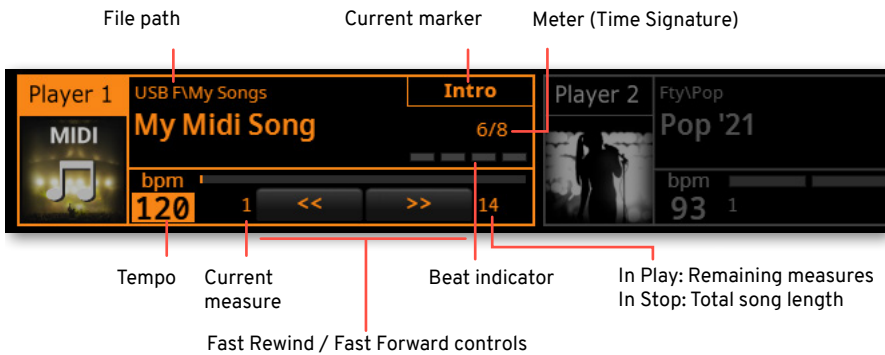 File path
Current marker
Meter (Time Signature)
Player 1
USB F\My Songs
Intro
Player 2
Fty\Pop
MIDI
My Midi Song
6/8
Pop '21
bpm
120
1
<<
>>
14
bpm
93
1
Tempo
Current
measure
Beat indicator
In Play: Remaining measures
In Stop: Total song length
Fast Rewind / Fast Forward controls